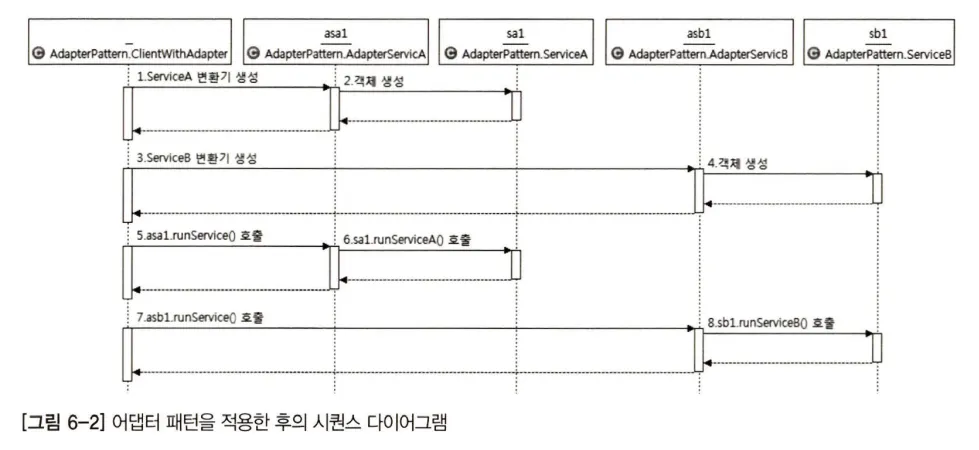 _
asa1
sa1
asb1
sb1
C AdapterPattern.ClientWithAdapter
C AdapterPattern.AdapterServicA
C AdapterPattern.ServiceA
C AdapterPattern.AdapterServicB
C AdapterPattern.ServiceB
1.ServiceA 변환기 생성
2.객체 생성
3.ServiceB 변환기 생성
4.객체 생성
5.asa1.runService() 호출
6.sa1.runServiceA() 호출
7.asb1.runService() 호출
8.sb1.runServiceB() 호출
[그림 6-2] 어댑터 패턴을 적용한 후의 시퀀스 다이어그램